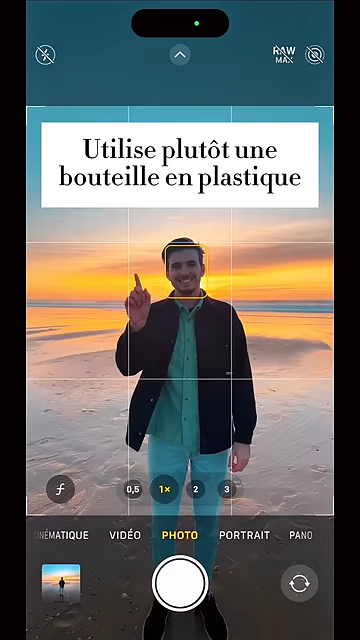 RAW
MAX
Utilise plutôt une
bouteille en plastique
0,5 1× 2 3
CINÉMATIQUE VIDÉO PHOTO PORTRAIT PANO